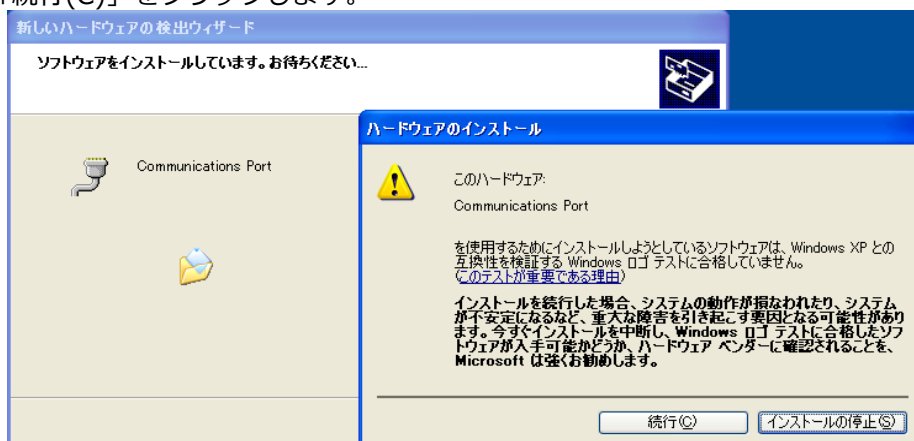 「続行(C)」をクリックします。
新しいハードウェアの検出ウィザード
ソフトウェアをインストールしています。お待ちください...
ハードウェアのインストール
Communications Port
このハードウェア:
Communications Port
を使用するためにインストールしようとしているソフトウェアは、Windows XP との
互換性を検証する Windows ロゴ テストに合格していません。
(このテストが重要である理由)
インストールを続行した場合、システムの動作が損なわれたり、システム
が不安定になるなど、重大な障害を引き起こす要因となる可能性があり
ます。今すぐインストールを中断し、Windows ロゴ テストに合格したソフ
トウェアが入手可能かどうか、ハードウェア ベンダーに確認されることを、
Microsoft は強くお勧めします。
続行(C)
インストールの停止(S)